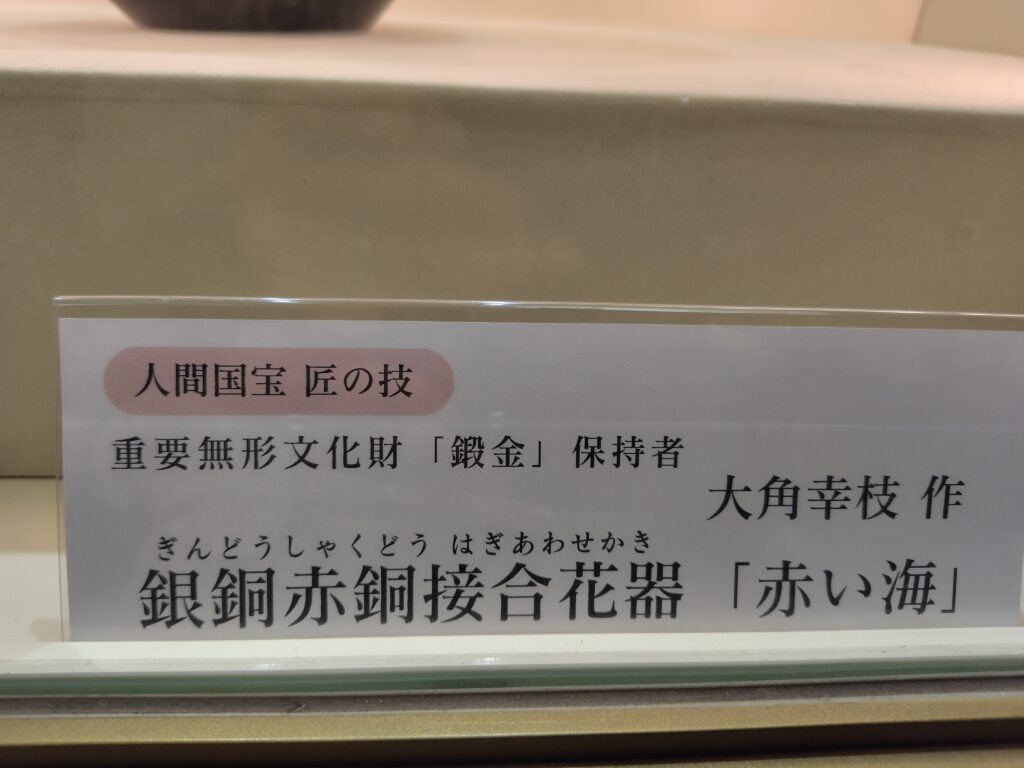 人間国宝 匠の技
重要無形文化財「鍛金」保持者
大角幸枝 作
ぎんどうしゃくどう はぎあわせかき
銀銅赤銅接合花器「赤い海」